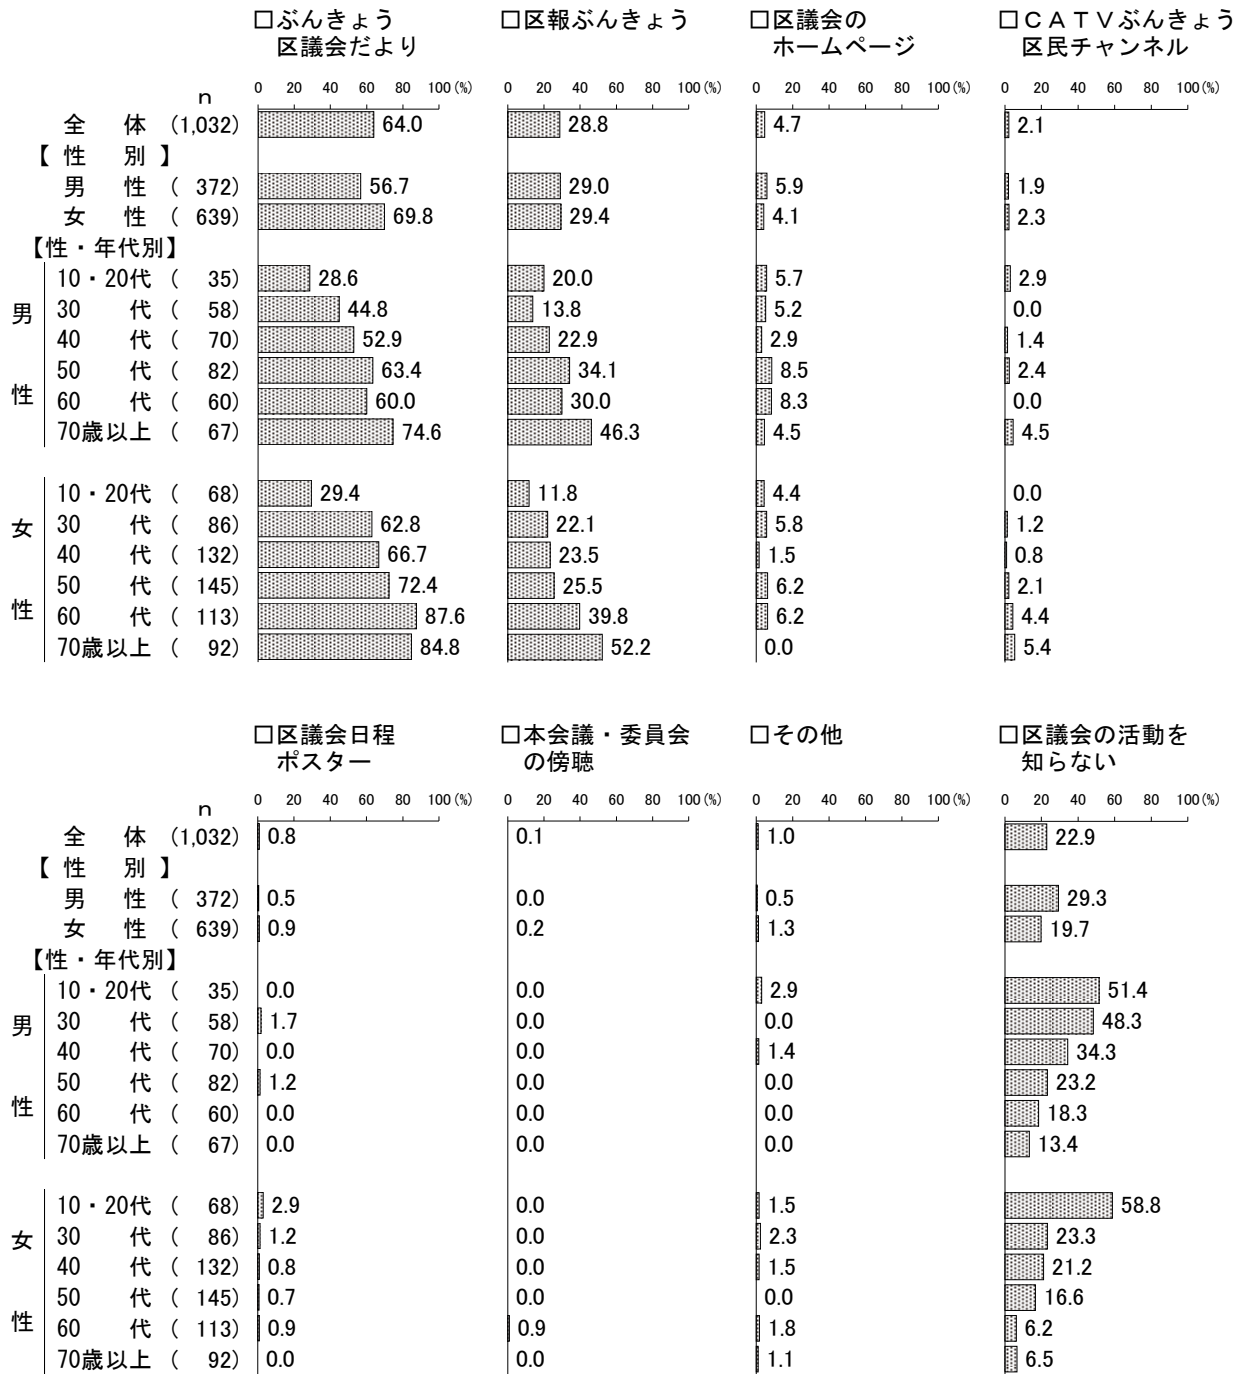 □ぶんきょう　□区報ぶんきょう　□区議会の　□ＣＡＴＶぶんきょう
区議会だより　ホームページ　区民チャンネル
n　0 20 40 60 80 100(%)　0 20 40 60 80 100(%)　0 20 40 60 80 100(%)　0 20 40 60 80 100(%)
全　体 (1,032) 64.0 28.8 4.7 2.1
【 性　別 】
男　性 ( 372) 56.7 29.0 5.9 1.9
女　性 ( 639) 69.8 29.4 4.1 2.3
【性・年代別】
男性
10・20代 ( 35) 28.6 20.0 5.7 2.9
30　代 ( 58) 44.8 13.8 5.2 0.0
40　代 ( 70) 52.9 22.9 2.9 1.4
50　代 ( 82) 63.4 34.1 8.5 2.4
60　代 ( 60) 60.0 30.0 8.3 0.0
70歳以上 ( 67) 74.6 46.3 4.5 4.5
女性
10・20代 ( 68) 29.4 11.8 4.4 0.0
30　代 ( 86) 62.8 22.1 5.8 1.2
40　代 ( 132) 66.7 23.5 1.5 0.8
50　代 ( 145) 72.4 25.5 6.2 2.1
60　代 ( 113) 87.6 39.8 6.2 4.4
70歳以上 ( 92) 84.8 52.2 0.0 5.4
□区議会日程　□本会議・委員会　□その他　□区議会の活動を
ポスター　の傍聴　知らない
n　0 20 40 60 80 100(%)　0 20 40 60 80 100(%)　0 20 40 60 80 100(%)　0 20 40 60 80 100(%)
全　体 (1,032) 0.8 0.1 1.0 22.9
【 性　別 】
男　性 ( 372) 0.5 0.0 0.5 29.3
女　性 ( 639) 0.9 0.2 1.3 19.7
【性・年代別】
男性
10・20代 ( 35) 0.0 0.0 2.9 51.4
30　代 ( 58) 1.7 0.0 0.0 48.3
40　代 ( 70) 0.0 0.0 1.4 34.3
50　代 ( 82) 1.2 0.0 0.0 23.2
60　代 ( 60) 0.0 0.0 0.0 18.3
70歳以上 ( 67) 0.0 0.0 0.0 13.4
女性
10・20代 ( 68) 2.9 0.0 1.5 58.8
30　代 ( 86) 1.2 0.0 2.3 23.3
40　代 ( 132) 0.8 0.0 1.5 21.2
50　代 ( 145) 0.7 0.0 0.0 16.6
60　代 ( 113) 0.9 0.9 1.8 6.2
70歳以上 ( 92) 0.0 0.0 1.1 6.5